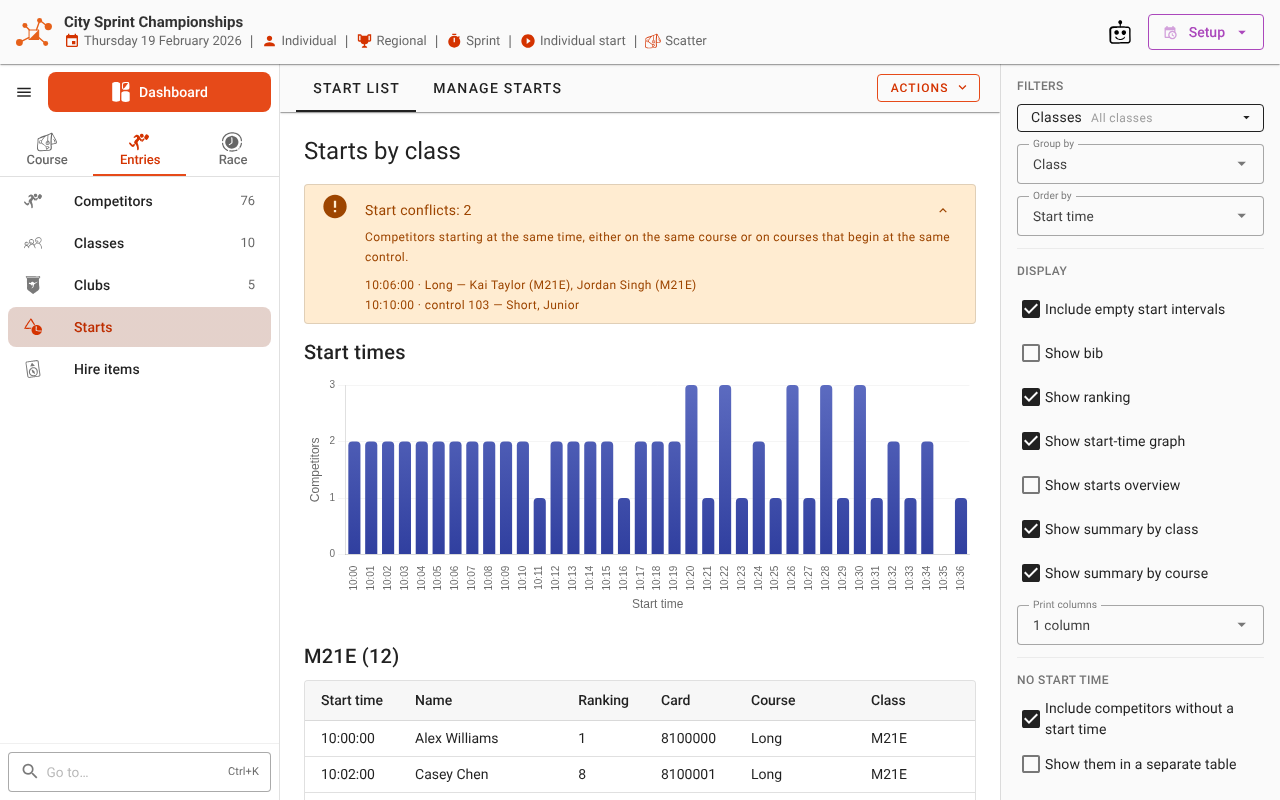 City Sprint Championships
Thursday 19 February 2026 | Individual | Regional | Sprint | Individual start | Scatter
Setup
Dashboard
Course
Entries
Race
Competitors 76
Classes 10
Clubs 5
Starts
Hire items
Go to...
Ctrl+K
START LIST
MANAGE STARTS
ACTIONS
Starts by class
Start conflicts: 2
Competitors starting at the same time, either on the same course or on courses that begin at the same
control.
10:06:00 · Long — Kai Taylor (M21E), Jordan Singh (M21E)
10:10:00 · control 103 — Short, Junior
Start times
Competitors
3
2
1
0
10:00 10:01 10:02 10:03 10:04 10:05 10:06 10:07 10:08 10:09 10:10 10:11 10:12 10:13 10:14 10:15 10:16 10:17 10:18 10:19 10:20 10:21 10:22 10:23 10:24 10:25 10:26 10:27 10:28 10:29 10:30 10:31 10:32 10:33 10:34 10:35 10:36
Start time
M21E (12)
Start time Name Ranking Card Course Class
10:00:00 Alex Williams 1 8100000 Long M21E
10:02:00 Casey Chen 8 8100001 Long M21E
FILTERS
Classes All classes
Group by
Class
Order by
Start time
DISPLAY
Include empty start intervals
Show bib
Show ranking
Show start-time graph
Show starts overview
Show summary by class
Show summary by course
Print columns
1 column
NO START TIME
Include competitors without a
start time
Show them in a separate table